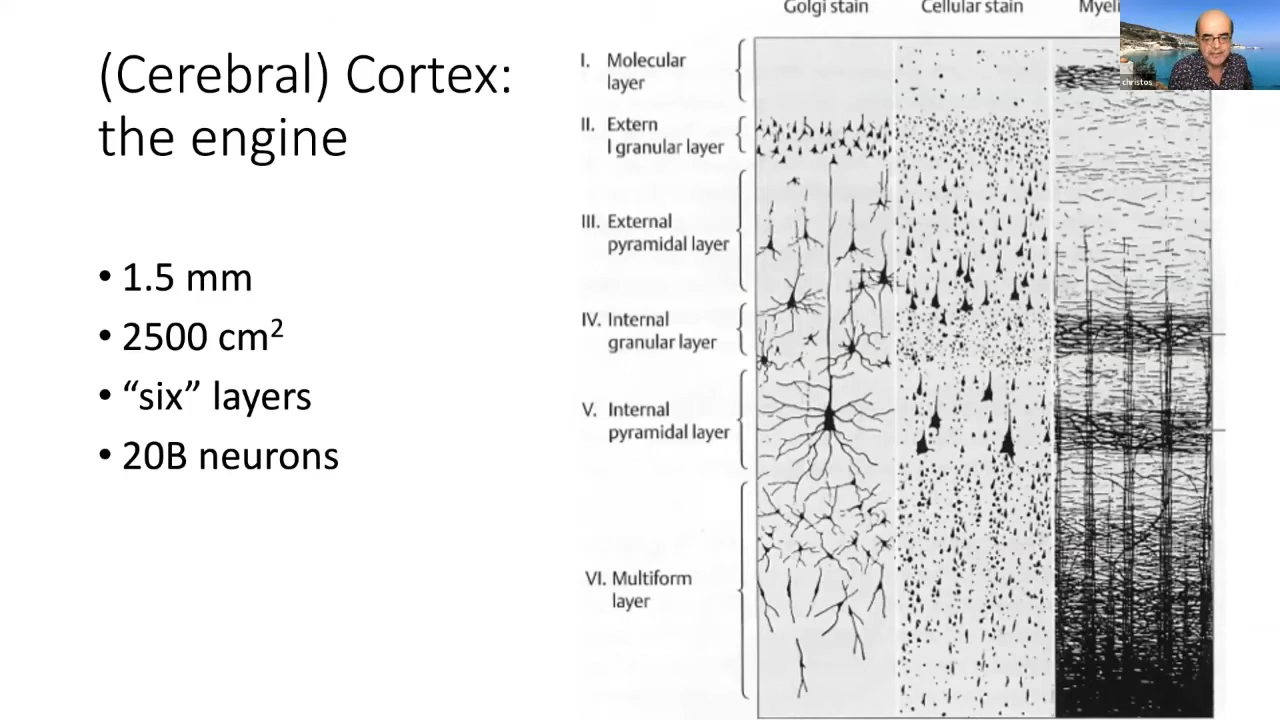 (Cerebral) Cortex:
the engine
• 1.5 mm
• 2500 cm²
• “six” layers
• 20B neurons
Golgi stain
Cellular stain
Myeli
I. Molecular
layer
II. Extern
l granular layer
III. External
pyramidal layer
IV. Internal
granular layer
V. Internal
pyramidal layer
VI. Multiform
layer
christos